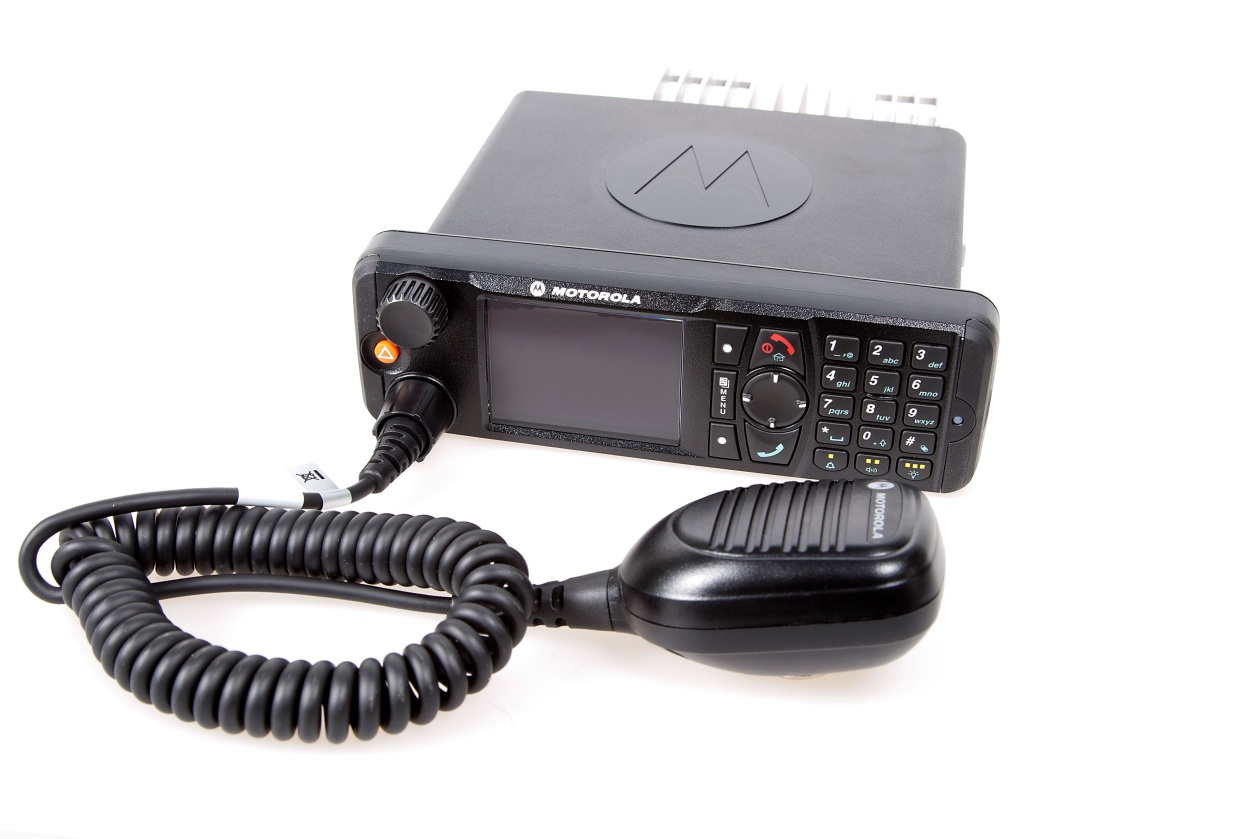 MOTOROLA
MENU
1
2 abc
3 def
4 ghi
5 jkl
6 mno
7 pqrs
8 tuv
9 wxyz
*
0
#
MOTOROLA